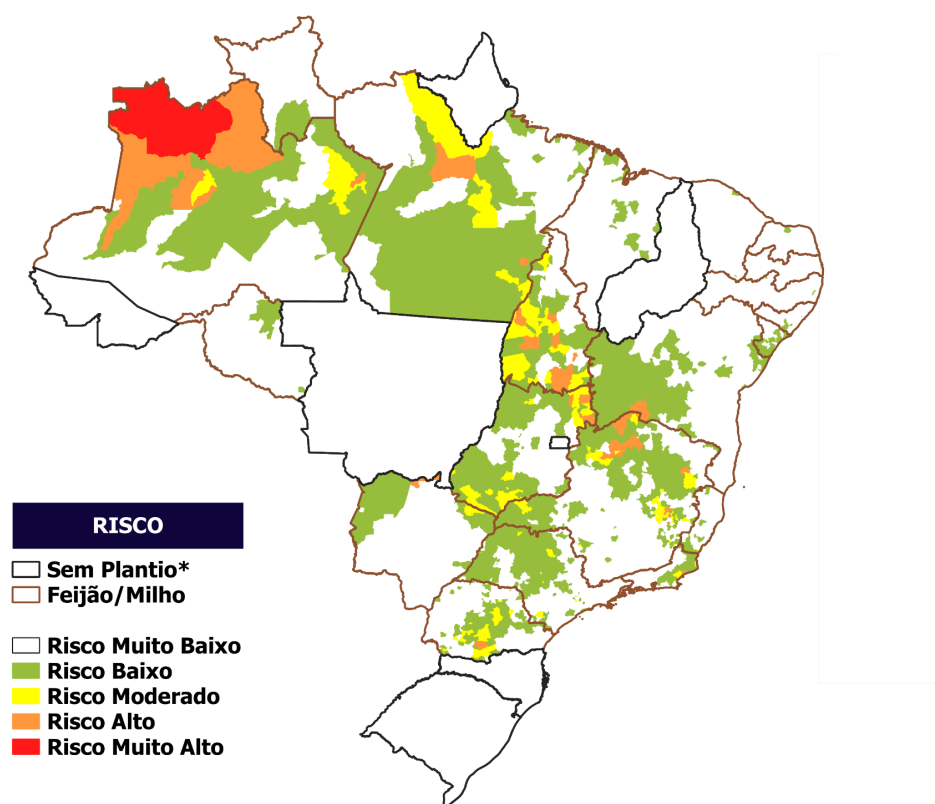 RISCO
Sem Plantio*
Feijão/Milho
Risco Muito Baixo
Risco Baixo
Risco Moderado
Risco Alto
Risco Muito Alto